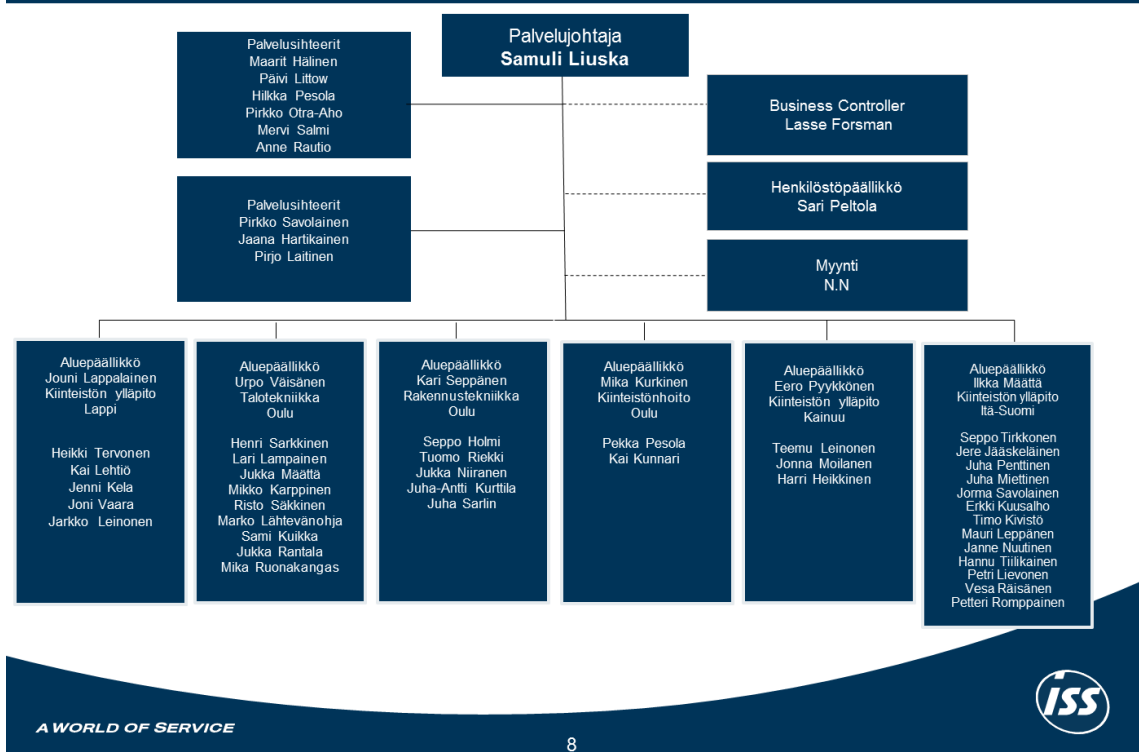 Palvelujohtaja
Samuli Liuska
Palvelusihteerit
Maarit Hälinen
Päivi Littow
Hilkka Pesola
Pirkko Otra-Aho
Mervi Salmi
Anne Rautio
Business Controller
Lasse Forsman
Palvelusihteerit
Pirkko Savolainen
Jaana Hartikainen
Pirjo Laitinen
Henkilöstöpäällikkö
Sari Peltola
Myynti
N.N
Aluepäällikkö
Jouni Lappalainen
Kiinteistön ylläpito
Lappi
Heikki Tervonen
Kai Lehtiö
Jenni Kela
Joni Vaara
Jarkko Leinonen
Aluepäällikkö
Urpo Väisänen
Talotekniikka
Oulu
Henri Sarkkinen
Lari Lampainen
Jukka Määttä
Mikko Karppinen
Risto Säkkinen
Marko Lähtevänohja
Sami Kuikka
Jukka Rantala
Mika Ruonakangas
Aluepäällikkö
Kari Seppänen
Rakennustekniikka
Oulu
Seppo Holmi
Tuomo Riekki
Jukka Niiranen
Juha-Antti Kurttila
Juha Sarlin
Aluepäällikkö
Mika Kurkinen
Kiinteistönhoito
Oulu
Pekka Pesola
Kai Kunnari
Aluepäällikkö
Eero Pyykkönen
Kiinteistön ylläpito
Kainuu
Teemu Leinonen
Jonna Moilanen
Harri Heikkinen
Aluepäällikkö
Ilkka Määttä
Kiinteistön ylläpito
Itä-Suomi
Seppo Tirkkonen
Jere Jääskeläinen
Juha Penttinen
Juha Miettinen
Jorma Savolainen
Erkki Kuusalho
Timo Kivistö
Mauri Leppänen
Janne Nuutinen
Hannu Tiilikainen
Petri Lievonen
Vesa Räisänen
Petteri Romppainen
A WORLD OF SERVICE
8
ISS